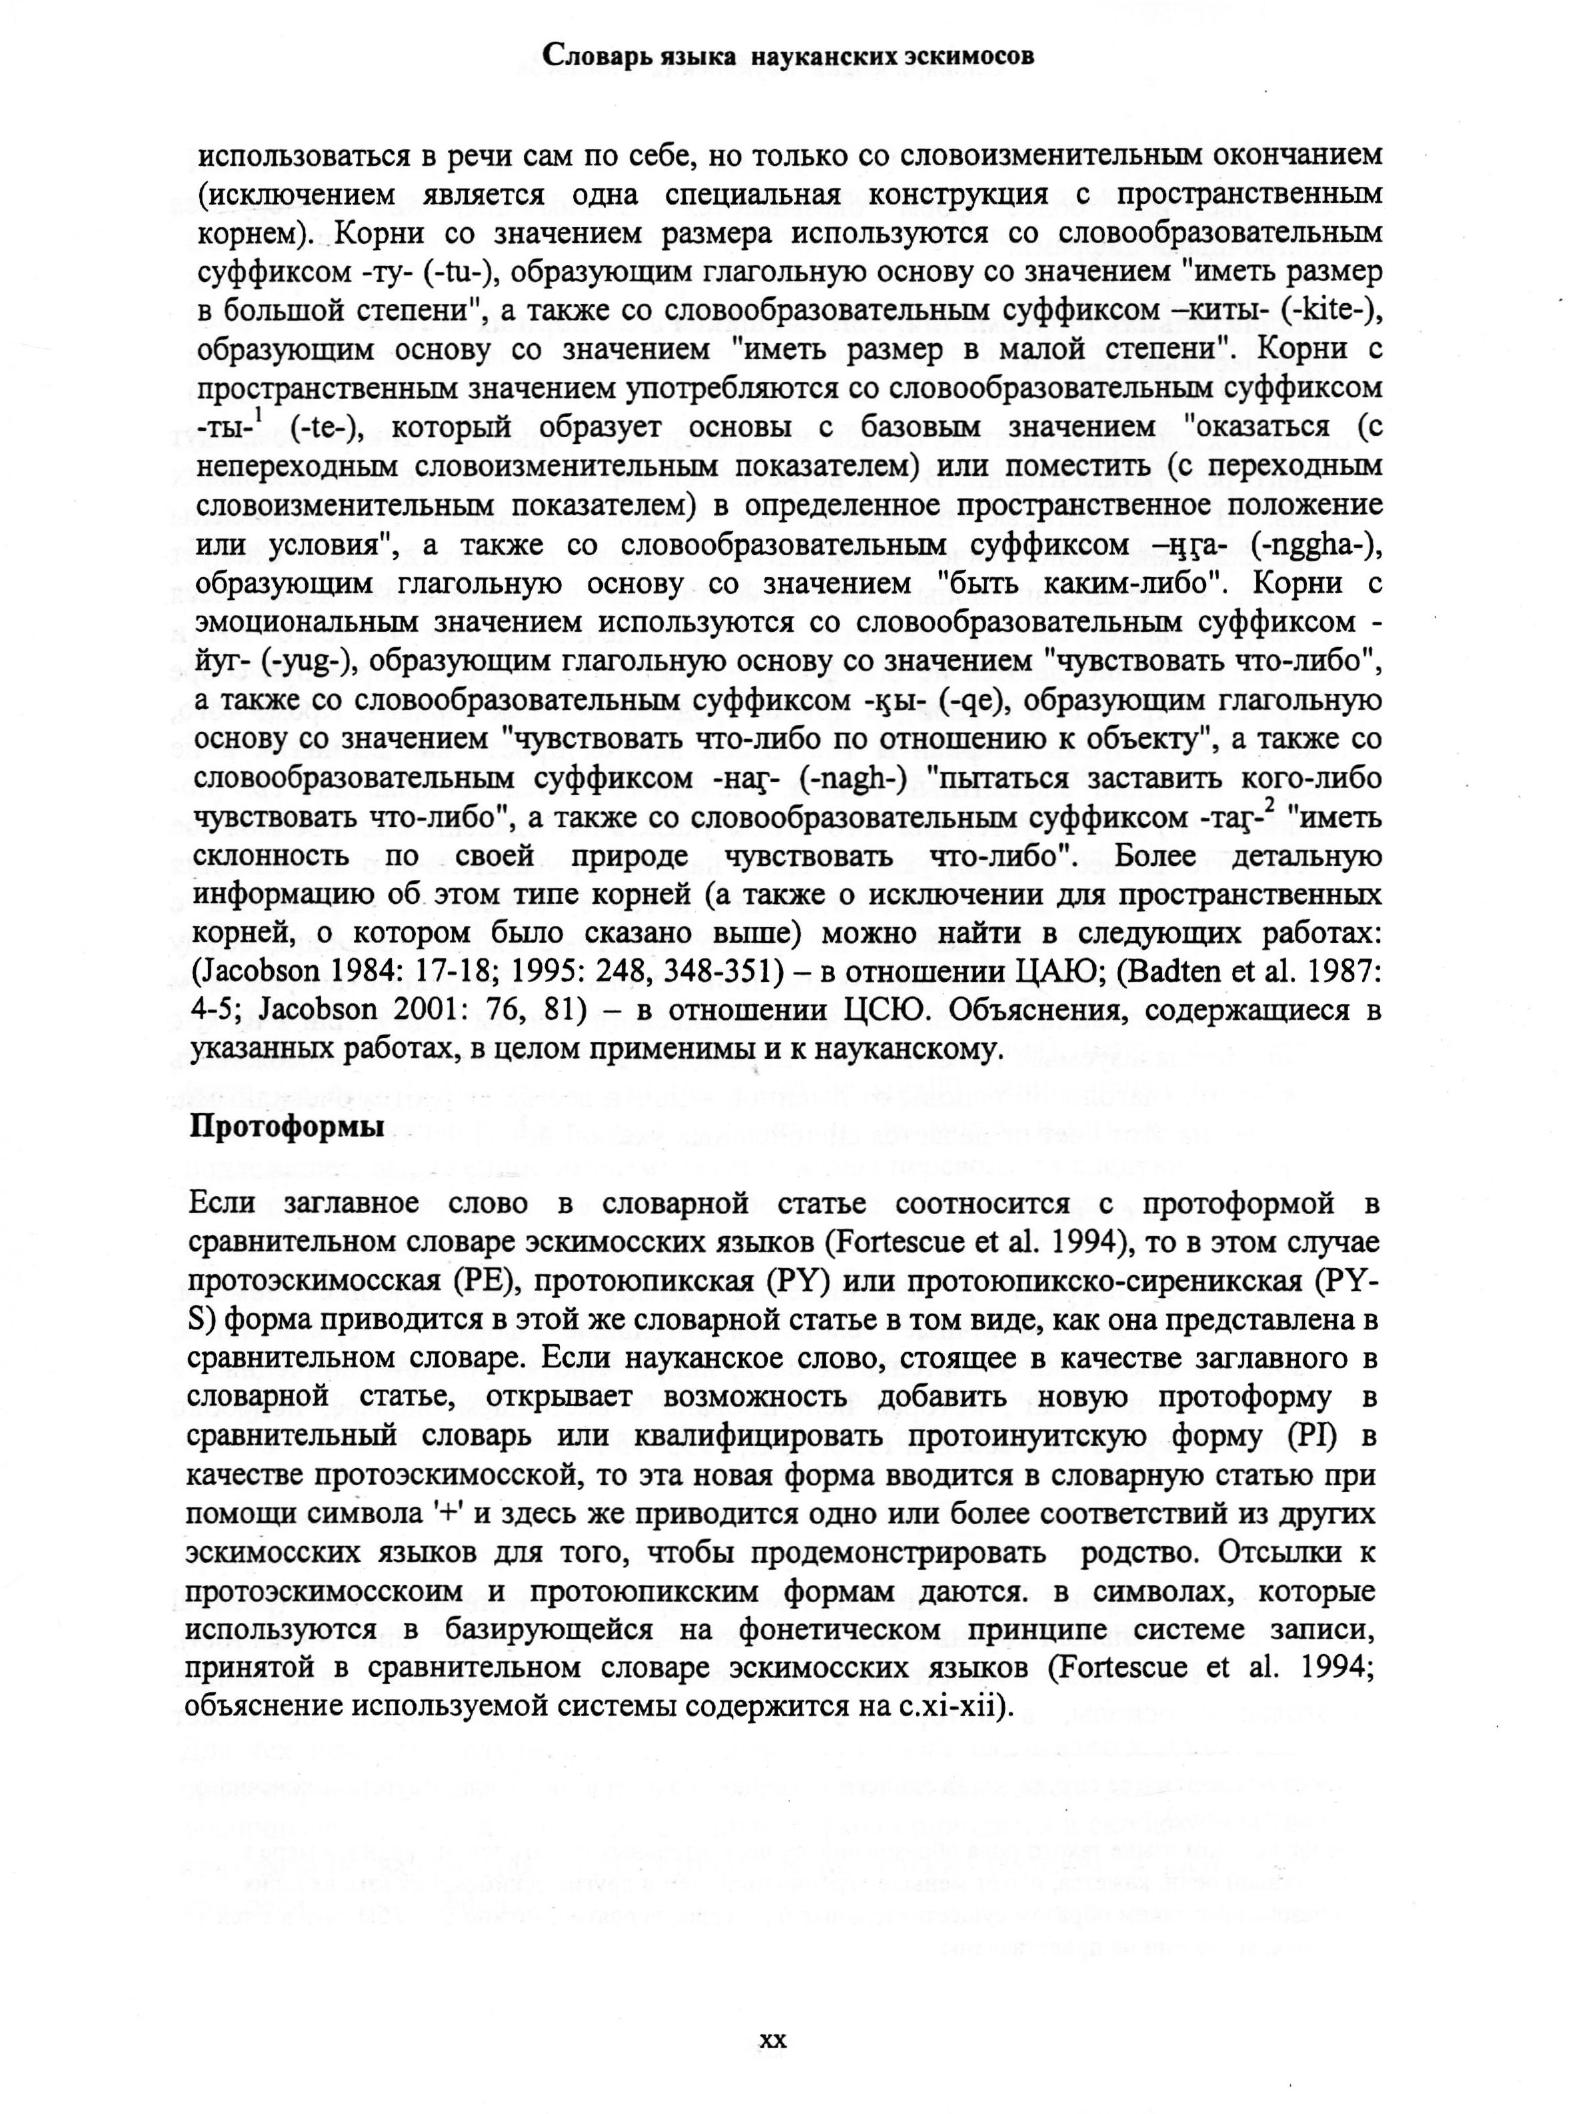 Словарь языка науканских эскимосов
использоваться в речи сам по себе, но только со словоизменительным окончанием
(исключением является одна специальная конструкция с пространственным
корнем). Корни со значением размера используются со словообразовательным
суффиксом -ту- (-tu-), образующим глагольную основу со значением "иметь размер
в большой степени", а также со словообразовательным суффиксом –киты- (-kite-),
образующим основу со значением "иметь размер в малой степени". Корни с
пространственным значением употребляются со словообразовательным суффиксом
-ты-¹ (-te-), который образует основы с базовым значением "оказаться (с
непереходным словоизменительным показателем) или поместить (с переходным
словоизменительным показателем) в определенное пространственное положение
или условия", а также со словообразовательным суффиксом –ңӷа- (-nggha-),
образующим глагольную основу со значением "быть каким-либо". Корни с
эмоциональным значением используются со словообразовательным суффиксом -
йуг- (-yug-), образующим глагольную основу со значением "чувствовать что-либо",
а также со словообразовательным суффиксом -қы- (-qe), образующим глагольную
основу со значением "чувствовать что-либо по отношению к объекту", а также со
словообразовательным суффиксом -наӷ- (-nagh-) "пытаться заставить кого-либо
чувствовать что-либо", а также со словообразовательным суффиксом -таӷ-² "иметь
склонность по своей природе чувствовать что-либо". Более детальную
информацию об этом типе корней (а также о исключении для пространственных
корней, о котором было сказано выше) можно найти в следующих работах:
(Jacobson 1984: 17-18; 1995: 248, 348-351) – в отношении ЦАЮ; (Badten et al. 1987:
4-5; Jacobson 2001: 76, 81) – в отношении ЦСЮ. Объяснения, содержащиеся в
указанных работах, в целом применимы и к науканскому.
Протоформы
Если заглавное слово в словарной статье соотносится с протоформой в
сравнительном словаре эскимосских языков (Fortescue et al. 1994), то в этом случае
протоэскимосская (PE), протоюпикская (PY) или протоюпикско-сиреникская (PY-
S) форма приводится в этой же словарной статье в том виде, как она представлена в
сравнительном словаре. Если науканское слово, стоящее в качестве заглавного в
словарной статье, открывает возможность добавить новую протоформу в
сравнительный словарь или квалифицировать протоинуитскую форму (PI) в
качестве протоэскимосской, то эта новая форма вводится в словарную статью при
помощи символа '+' и здесь же приводится одно или более соответствий из других
эскимосских языков для того, чтобы продемонстрировать родство. Отсылки к
протоэскимосскоим и протоюпикским формам даются. в символах, которые
используются в базирующейся на фонетическом принципе системе записи,
принятой в сравнительном словаре эскимосских языков (Fortescue et al. 1994;
объяснение используемой системы содержится на с.xi-xii).
xx